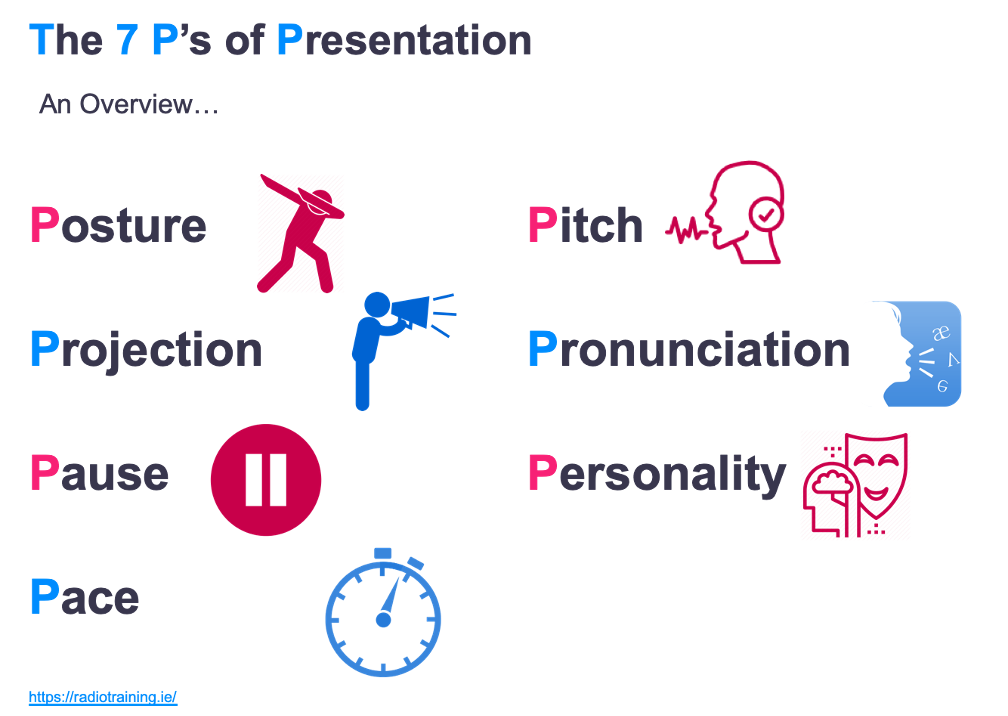 The 7 P’s of Presentation
An Overview…
Posture
Projection
Pause
Pace
Pitch
Pronunciation
æ
e
Personality
https://radiotraining.ie/